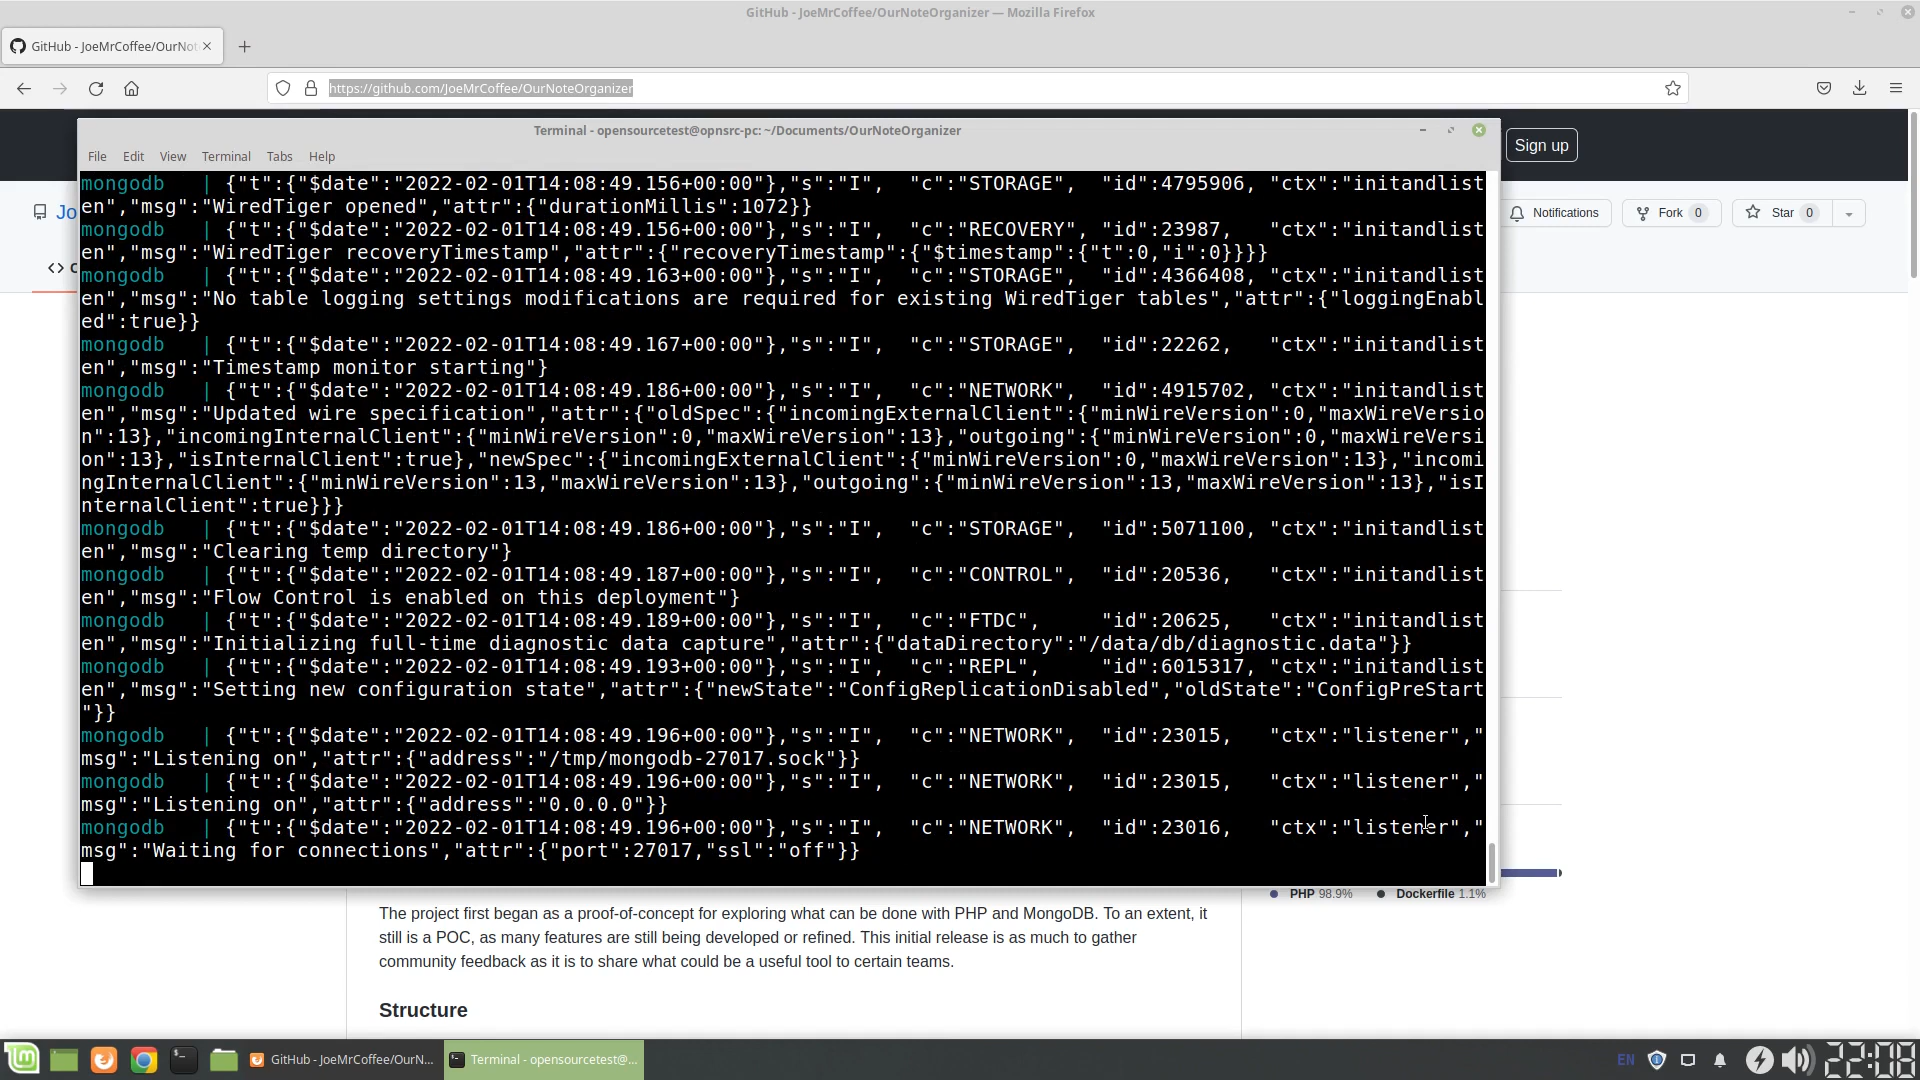 GitHub - JoeMrCoffee/OurNoteOrganizer — Mozilla Firefox
GitHub - JoeMrCoffee/OurNot
https://github.com/JoeMrCoffee/OurNoteOrganizer
Terminal - opensourcetest@opnsrc-pc: ~/Documents/OurNoteOrganizer
File Edit View Terminal Tabs Help
Sign up
Jo
Notifications
Fork 0
Star 0
<> C
mongodb   | {"t":{"$date":"2022-02-01T14:08:49.156+00:00"},"s":"I",  "c":"STORAGE",  "id":4795906, "ctx":"initandlist
en","msg":"WiredTiger opened","attr":{"durationMillis":1072}}
mongodb   | {"t":{"$date":"2022-02-01T14:08:49.156+00:00"},"s":"I",  "c":"RECOVERY", "id":23987,   "ctx":"initandlist
en","msg":"WiredTiger recoveryTimestamp","attr":{"recoveryTimestamp":{"$timestamp":{"t":0,"i":0}}}}
mongodb   | {"t":{"$date":"2022-02-01T14:08:49.163+00:00"},"s":"I",  "c":"STORAGE",  "id":4366408, "ctx":"initandlist
en","msg":"No table logging settings modifications are required for existing WiredTiger tables","attr":{"loggingEnabl
ed":true}}
mongodb   | {"t":{"$date":"2022-02-01T14:08:49.167+00:00"},"s":"I",  "c":"STORAGE",  "id":22262,   "ctx":"initandlist
en","msg":"Timestamp monitor starting"}
mongodb   | {"t":{"$date":"2022-02-01T14:08:49.186+00:00"},"s":"I",  "c":"NETWORK",  "id":4915702, "ctx":"initandlist
en","msg":"Updated wire specification","attr":{"oldSpec":{"incomingExternalClient":{"minWireVersion":0,"maxWireVersio
n":13},"incomingInternalClient":{"minWireVersion":0,"maxWireVersion":13},"outgoing":{"minWireVersion":0,"maxWireVersi
on":13},"isInternalClient":true},"newSpec":{"incomingExternalClient":{"minWireVersion":0,"maxWireVersion":13},"incomi
ngInternalClient":{"minWireVersion":13,"maxWireVersion":13},"outgoing":{"minWireVersion":13,"maxWireVersion":13},"isI
nternalClient":true}}}
mongodb   | {"t":{"$date":"2022-02-01T14:08:49.186+00:00"},"s":"I",  "c":"STORAGE",  "id":5071100, "ctx":"initandlist
en","msg":"Clearing temp directory"}
mongodb   | {"t":{"$date":"2022-02-01T14:08:49.187+00:00"},"s":"I",  "c":"CONTROL",  "id":20536,   "ctx":"initandlist
en","msg":"Flow Control is enabled on this deployment"}
mongodb   | {"t":{"$date":"2022-02-01T14:08:49.189+00:00"},"s":"I",  "c":"FTDC",     "id":20625,   "ctx":"initandlist
en","msg":"Initializing full-time diagnostic data capture","attr":{"dataDirectory":"/data/db/diagnostic.data"}}
mongodb   | {"t":{"$date":"2022-02-01T14:08:49.193+00:00"},"s":"I",  "c":"REPL",     "id":6015317, "ctx":"initandlist
en","msg":"Setting new configuration state","attr":{"newState":"ConfigReplicationDisabled","oldState":"ConfigPreStart
"}}
mongodb   | {"t":{"$date":"2022-02-01T14:08:49.196+00:00"},"s":"I",  "c":"NETWORK",  "id":23015,   "ctx":"listener","
msg":"Listening on","attr":{"address":"/tmp/mongodb-27017.sock"}}
mongodb   | {"t":{"$date":"2022-02-01T14:08:49.196+00:00"},"s":"I",  "c":"NETWORK",  "id":23015,   "ctx":"listener","
msg":"Listening on","attr":{"address":"0.0.0.0"}}
mongodb   | {"t":{"$date":"2022-02-01T14:08:49.196+00:00"},"s":"I",  "c":"NETWORK",  "id":23016,   "ctx":"listener","
msg":"Waiting for connections","attr":{"port":27017,"ssl":"off"}}
PHP 98.9% Dockerfile 1.1%
The project first began as a proof-of-concept for exploring what can be done with PHP and MongoDB. To an extent, it
still is a POC, as many features are still being developed or refined. This initial release is as much to gather
community feedback as it is to share what could be a useful tool to certain teams.
Structure
GitHub - JoeMrCoffee/OurN...
Terminal - opensourcetest@...
EN
22:08